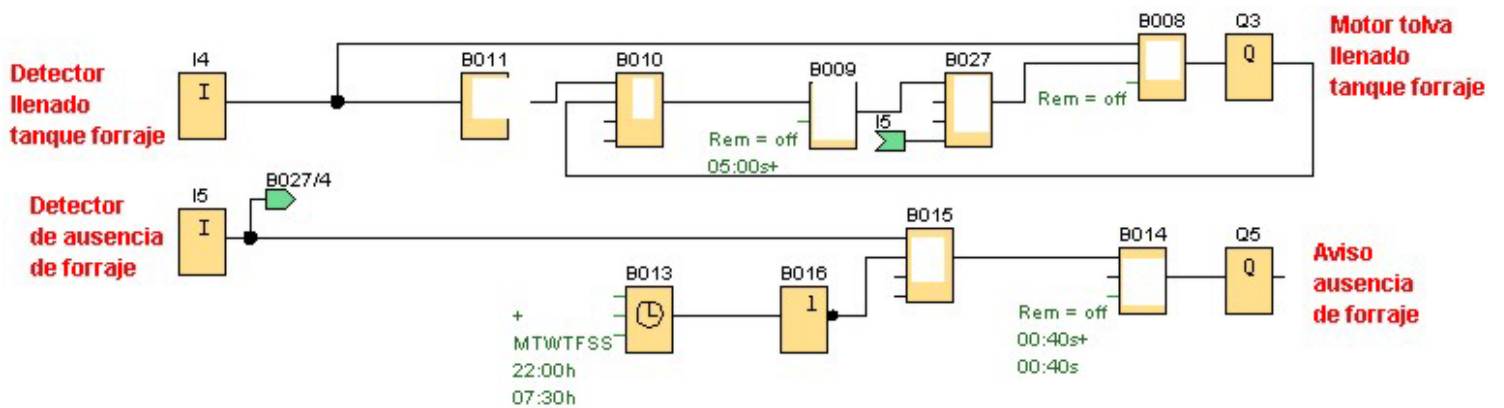 B008
Q3
Q
Motor tolva
llenado
tanque forraje
I4
I
Detector
llenado
tanque forraje
B011
B010
B009
Rem = off
05:00s+
B027
I5
Rem = off
B027/4
I5
I
Detector
de ausencia
de forraje
B015
B013
+
MTWTFSS
22:00h
07:30h
B016
1
B014
Rem = off
00:40s+
00:40s
Q5
Q
Aviso
ausencia
de forraje